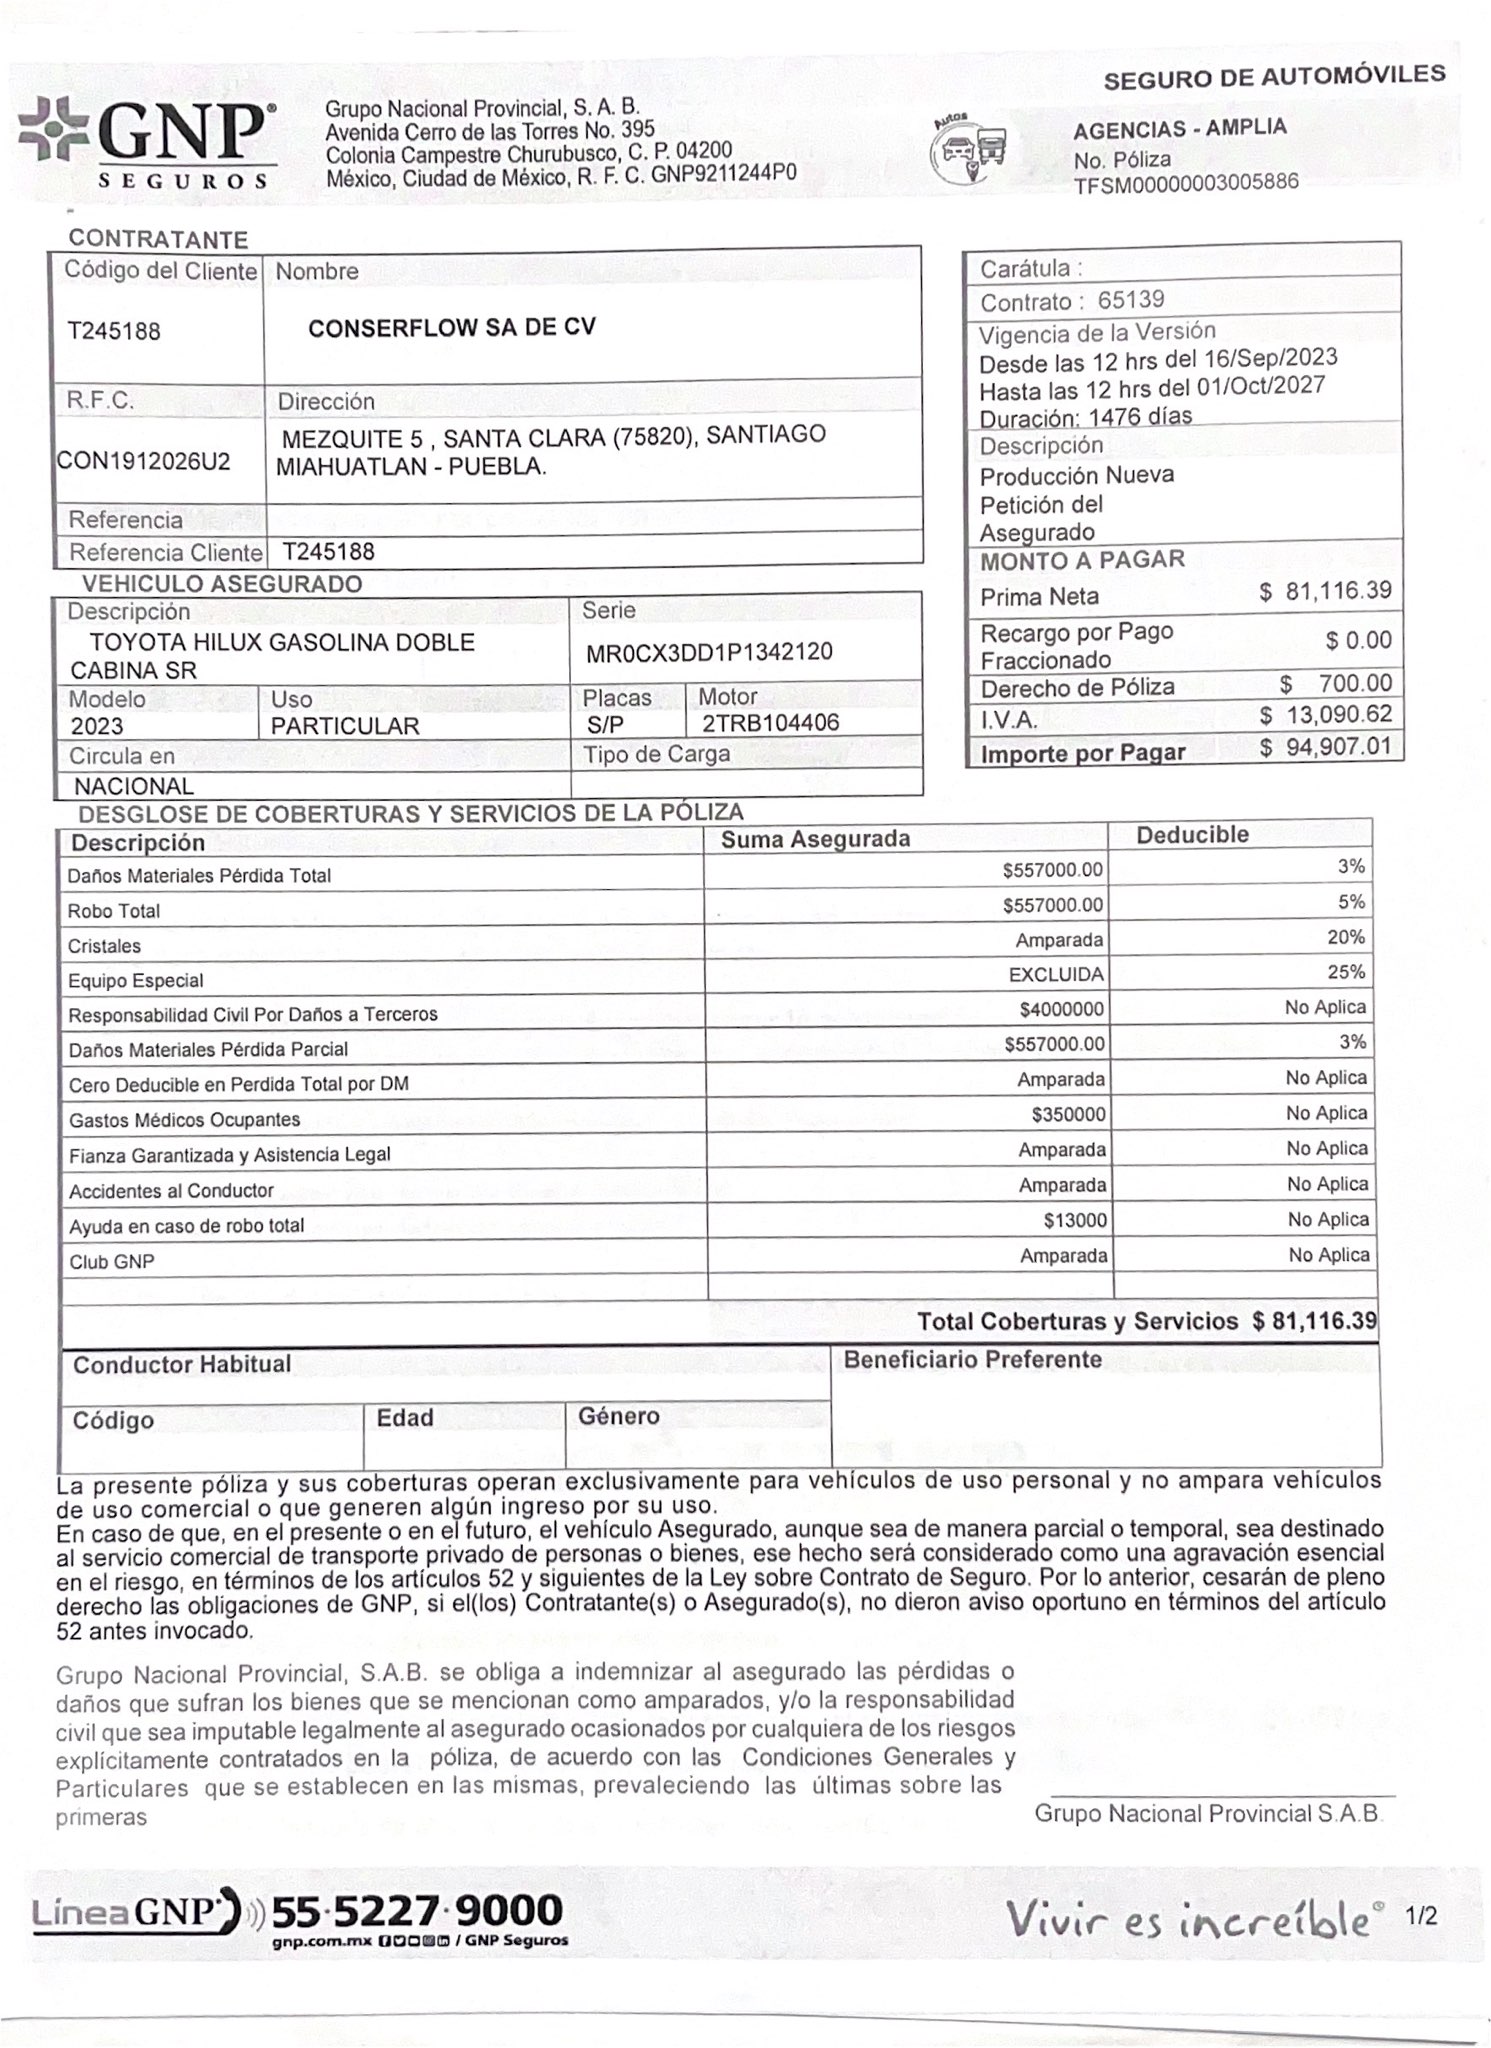 SEGURO DE AUTOMÓVILES
GNP
SEGUROS
Grupo Nacional Provincial, S. A. B.
Avenida Cerro de las Torres No. 395
Colonia Campestre Churubusco, C. P. 04200
México, Ciudad de México, R. F. C. GNP9211244P0
Autos
AGENCIAS - AMPLIA
No. Póliza
TFSM00000003005886
CONTRATANTE
Código del Cliente Nombre
T245188 CONSERFLOW SA DE CV
R.F.C. Dirección
CON1912026U2 MEZQUITE 5 , SANTA CLARA (75820), SANTIAGO
MIAHUATLAN - PUEBLA.
Referencia
Referencia Cliente T245188
Carátula :
Contrato : 65139
Vigencia de la Versión
Desde las 12 hrs del 16/Sep/2023
Hasta las 12 hrs del 01/Oct/2027
Duración: 1476 días
Descripción
Producción Nueva
Petición del
Asegurado
MONTO A PAGAR
Prima Neta $ 81,116.39
Recargo por Pago
Fraccionado $ 0.00
Derecho de Póliza $ 700.00
I.V.A. $ 13,090.62
Importe por Pagar $ 94,907.01
VEHICULO ASEGURADO
Descripción Serie
TOYOTA HILUX GASOLINA DOBLE
CABINA SR MR0CX3DD1P1342120
Modelo Uso Placas Motor
2023 PARTICULAR S/P 2TRB104406
Circula en Tipo de Carga
NACIONAL
DESGLOSE DE COBERTURAS Y SERVICIOS DE LA PÓLIZA
Descripción Suma Asegurada Deducible
Daños Materiales Pérdida Total $557000.00 3%
Robo Total $557000.00 5%
Cristales Amparada 20%
Equipo Especial EXCLUIDA 25%
Responsabilidad Civil Por Daños a Terceros $4000000 No Aplica
Daños Materiales Pérdida Parcial $557000.00 3%
Cero Deducible en Perdida Total por DM Amparada No Aplica
Gastos Médicos Ocupantes $350000 No Aplica
Fianza Garantizada y Asistencia Legal Amparada No Aplica
Accidentes al Conductor Amparada No Aplica
Ayuda en caso de robo total $13000 No Aplica
Club GNP Amparada No Aplica
Total Coberturas y Servicios $ 81,116.39
Conductor Habitual Beneficiario Preferente
Código Edad Género
La presente póliza y sus coberturas operan exclusivamente para vehículos de uso personal y no ampara vehículos
de uso comercial o que generen algún ingreso por su uso.
En caso de que, en el presente o en el futuro, el vehículo Asegurado, aunque sea de manera parcial o temporal, sea destinado
al servicio comercial de transporte privado de personas o bienes, ese hecho será considerado como una agravación esencial
en el riesgo, en términos de los artículos 52 y siguientes de la Ley sobre Contrato de Seguro. Por lo anterior, cesarán de pleno
derecho las obligaciones de GNP, si el(los) Contratante(s) o Asegurado(s), no dieron aviso oportuno en términos del artículo
52 antes invocado.
Grupo Nacional Provincial, S.A.B. se obliga a indemnizar al asegurado las pérdidas o
daños que sufran los bienes que se mencionan como amparados, y/o la responsabilidad
civil que sea imputable legalmente al asegurado ocasionados por cualquiera de los riesgos
explícitamente contratados en la póliza, de acuerdo con las Condiciones Generales y
Particulares que se establecen en las mismas, prevaleciendo las últimas sobre las
primeras
Grupo Nacional Provincial S.A.B.
Línea GNP 55·5227·9000
gnp.com.mx / GNP Seguros
Vivir es increíble® 1/2